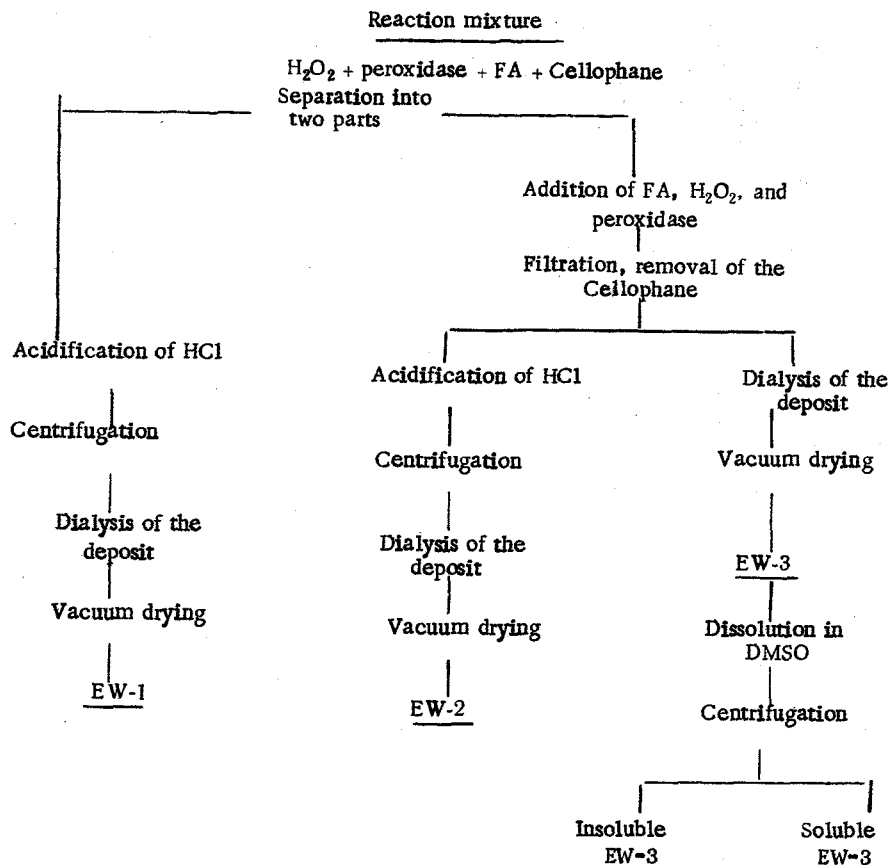 Reaction mixture
H₂O₂ + peroxidase + FA + Cellophane
Separation into
two parts
Addition of FA, H₂O₂, and
peroxidase
Filtration, removal of the
Cellophane
Acidification of HCl
Centrifugation
Dialysis of the
deposit
Vacuum drying
EW-1
Acidification of HCl
Centrifugation
Dialysis of the
deposit
Vacuum drying
EW-2
Dialysis of the
deposit
Vacuum drying
EW-3
Dissolution in
DMSO
Centrifugation
Insoluble
EW-3
Soluble
EW-3